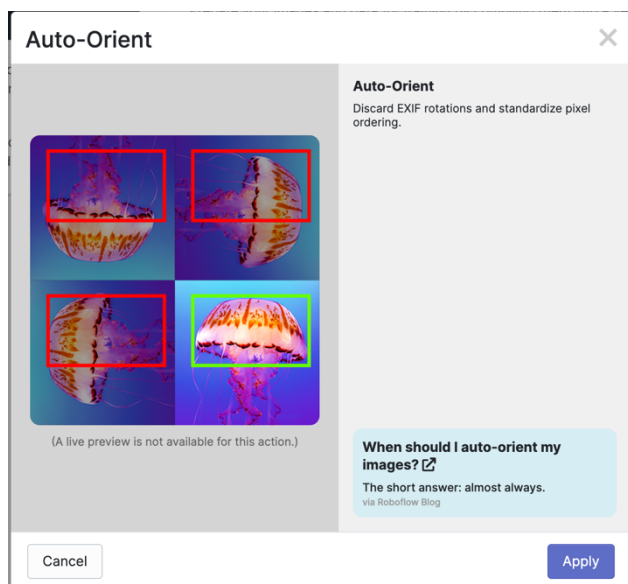 Auto-Orient
Auto-Orient
Discard EXIF rotations and standardize pixel
ordering.
(A live preview is not available for this action.)
When should I auto-orient my
images?
The short answer: almost always.
via Roboflow Blog
Cancel
Apply